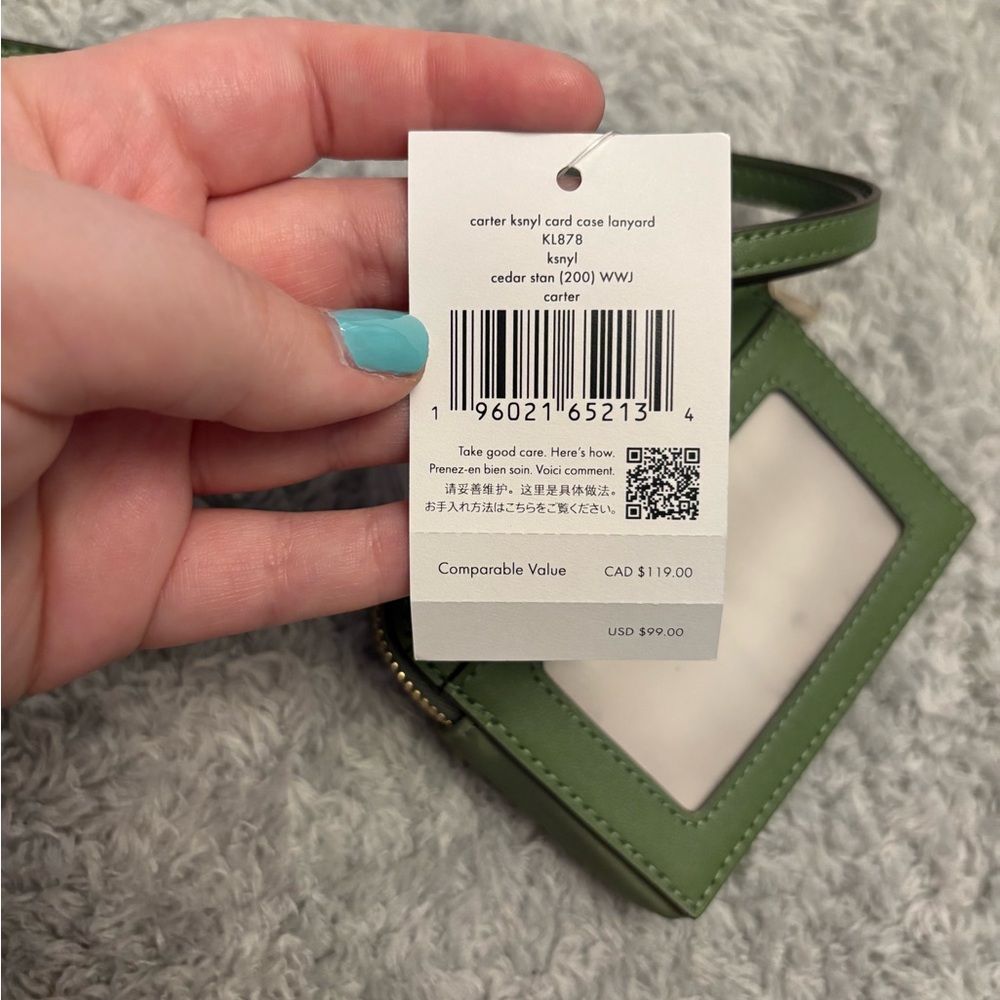 carter ksnyl card case lanyard
KL878
ksnyl
cedar stan (200) WWJ
carter
1 96021 65213 4
Take good care. Here's how.
Prenez-en bien soin. Voici comment.
请妥善维护。这里是具体做法。
お手入れ方法はこちらをご覧ください。
Comparable Value CAD $119.00
USD $99.00